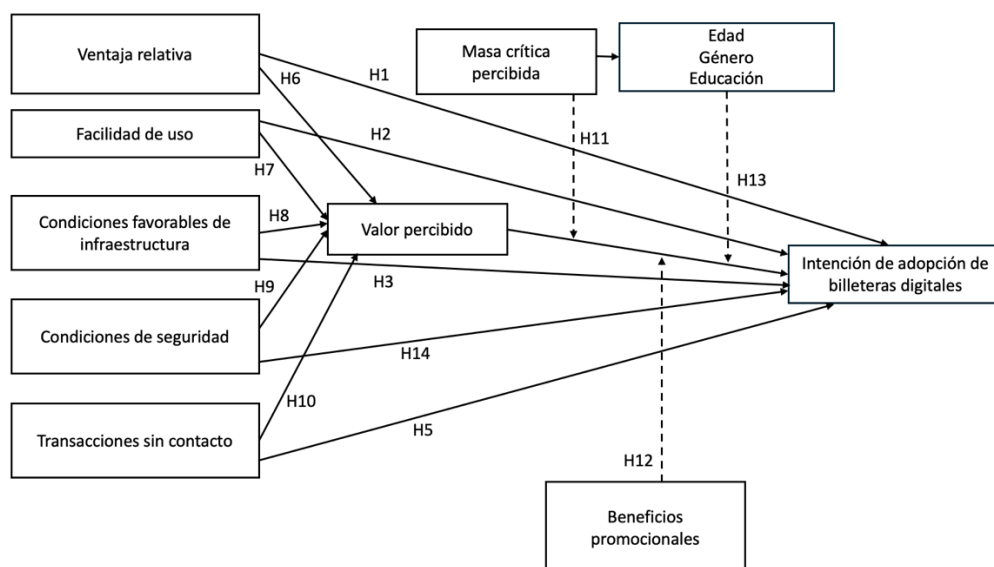 Ventaja relativa
H6
H1
Masa crítica
percibida
Edad
Género
Educación
Facilidad de uso
H2
H7
H11
H13
Condiciones favorables de
infraestructura
H8
Valor percibido
H9
H3
Intención de adopción de
billeteras digitales
Condiciones de seguridad
H14
H10
Transacciones sin contacto
H5
H12
Beneficios
promocionales